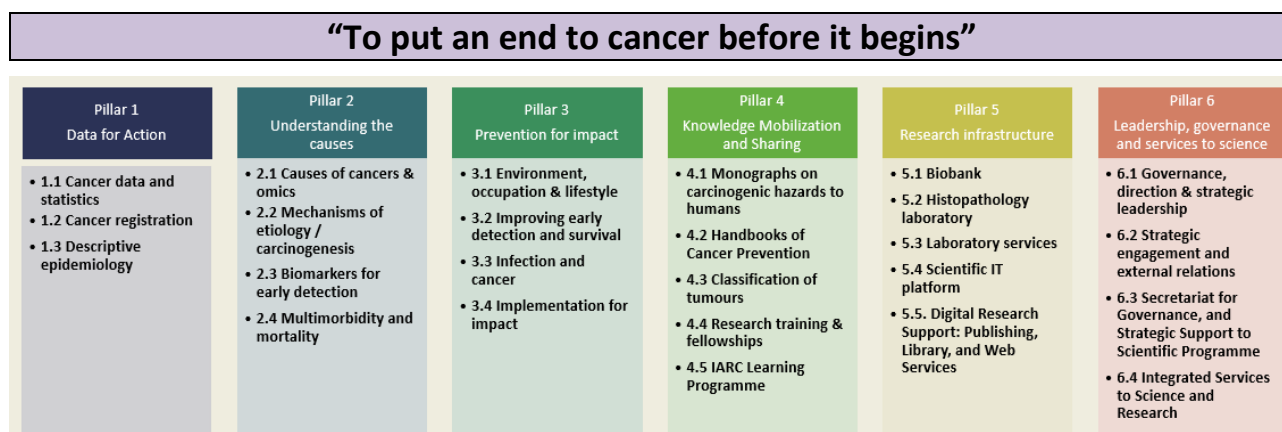 “To put an end to cancer before it begins”
Pillar 1
Data for Action
• 1.1 Cancer data and
statistics
• 1.2 Cancer registration
• 1.3 Descriptive
epidemiology
Pillar 2
Understanding the
causes
• 2.1 Causes of cancers &
omics
• 2.2 Mechanisms of
etiology /
carcinogenesis
• 2.3 Biomarkers for
early detection
• 2.4 Multimorbidity and
mortality
Pillar 3
Prevention for impact
• 3.1 Environment,
occupation & lifestyle
• 3.2 Improving early
detection and survival
• 3.3 Infection and
cancer
• 3.4 Implementation for
impact
Pillar 4
Knowledge Mobilization
and Sharing
• 4.1 Monographs on
carcinogenic hazards to
humans
• 4.2 Handbooks of
Cancer Prevention
• 4.3 Classification of
tumours
• 4.4 Research training &
fellowships
• 4.5 IARC Learning
Programme
Pillar 5
Research infrastructure
• 5.1 Biobank
• 5.2 Histopathology
laboratory
• 5.3 Laboratory services
• 5.4 Scientific IT
platform
• 5.5. Digital Research
Support: Publishing,
Library, and Web
Services
Pillar 6
Leadership, governance
and services to science
• 6.1 Governance,
direction & strategic
leadership
• 6.2 Strategic
engagement and
external relations
• 6.3 Secretariat for
Governance, and
Strategic Support to
Scientific Programme
• 6.4 Integrated Services
to Science and
Research